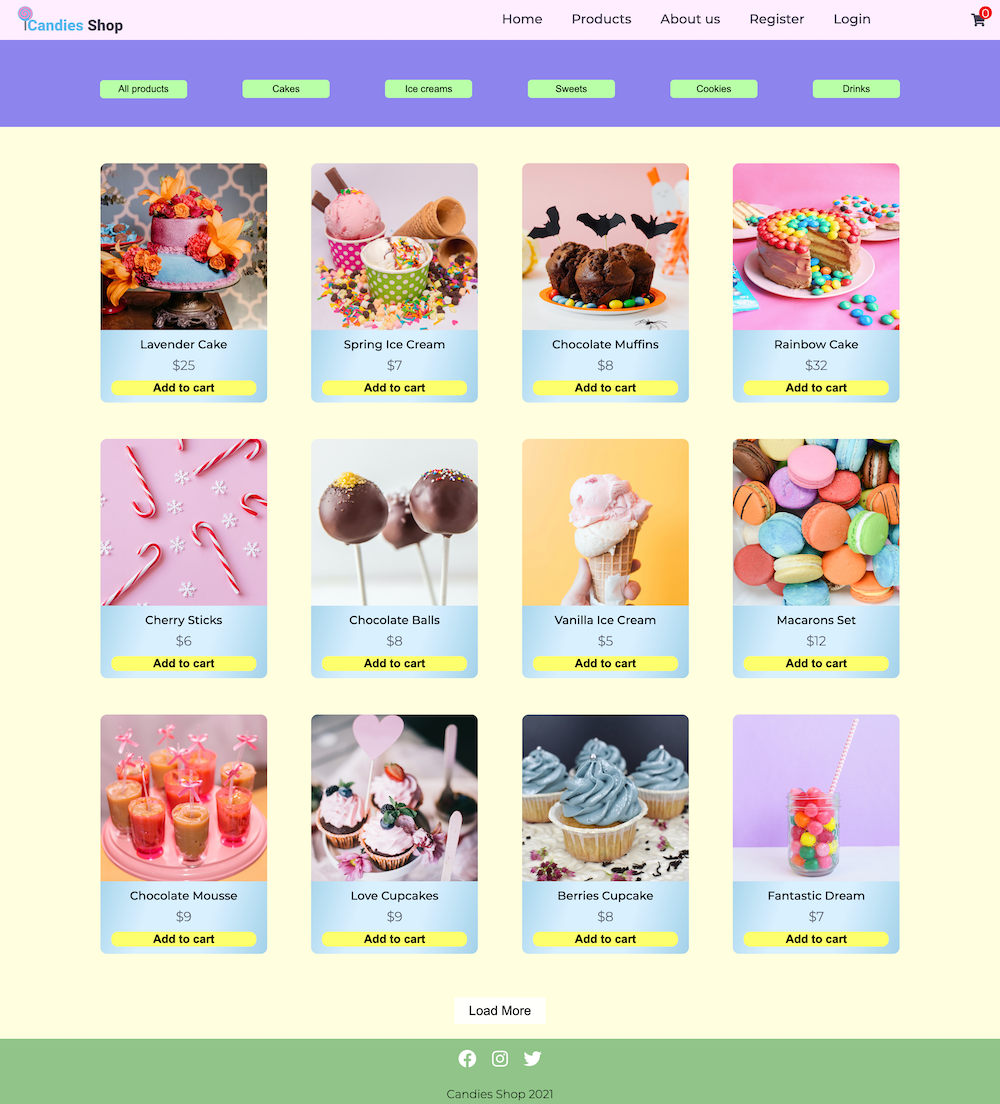 Candies Shop
Home Products About us Register Login
0
All products Cakes Ice creams Sweets Cookies Drinks
Lavender Cake Spring Ice Cream Chocolate Muffins Rainbow Cake
$25 $7 $8 $32
Add to cart Add to cart Add to cart Add to cart
Cherry Sticks Chocolate Balls Vanilla Ice Cream Macarons Set
$6 $8 $5 $12
Add to cart Add to cart Add to cart Add to cart
Chocolate Mousse Love Cupcakes Berries Cupcake Fantastic Dream
$9 $9 $8 $7
Add to cart Add to cart Add to cart Add to cart
Load More
Candies Shop 2021